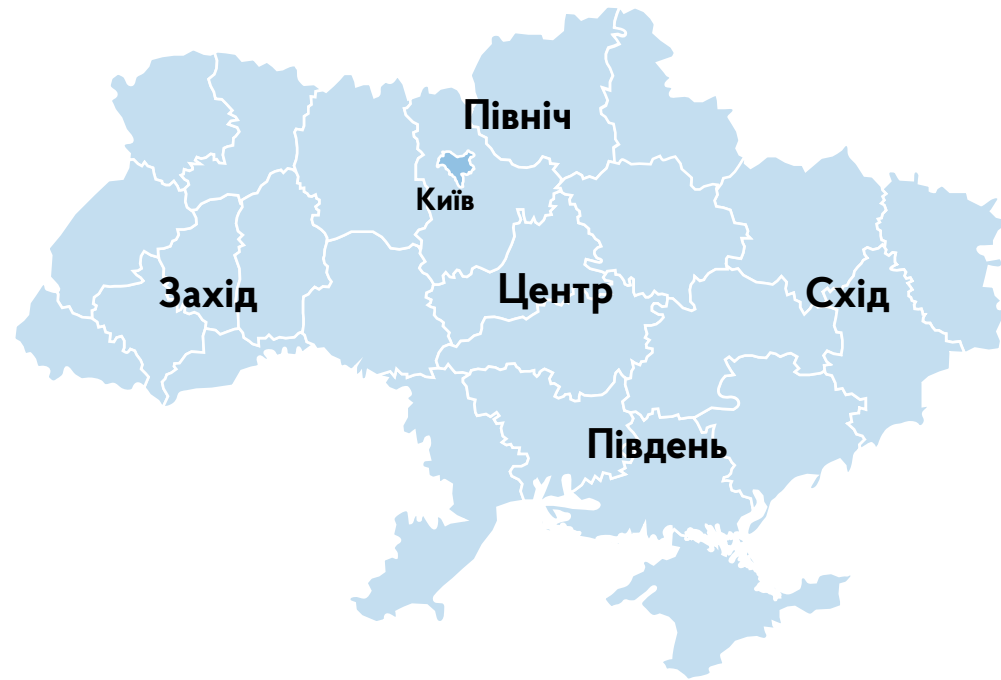 Північ
Київ
Захід
Центр
Схід
Південь